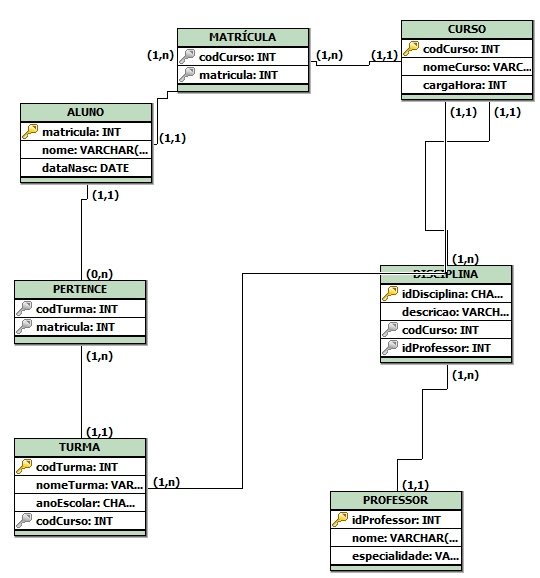 MATRÍCULA
codCurso: INT
matricula: INT
(1,n)
(1,n)
(1,1)
CURSO
codCurso: INT
nomeCurso: VARC...
cargaHora: INT
(1,1)
(1,1)
ALUNO
matricula: INT
nome: VARCHAR(...
dataNasc: DATE
(1,1)
(1,1)
(0,n)
PERTENCE
codTurma: INT
matricula: INT
(1,n)
(1,n)
DISCIPLINA
idDisciplina: CHA...
descricao: VARCH...
codCurso: INT
idProfessor: INT
(1,n)
(1,1)
TURMA
codTurma: INT
nomeTurma: VAR...
anoEscolar: CHA...
codCurso: INT
(1,n)
(1,1)
PROFESSOR
idProfessor: INT
nome: VARCHAR(...
especialidade: VA...